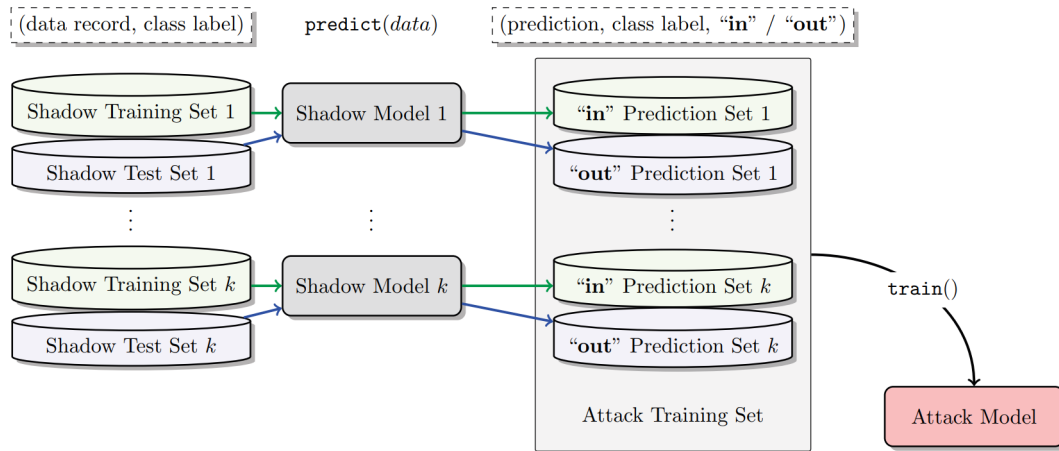 (data record, class label)
predict(data)
(prediction, class label, “in” / “out”)
Shadow Training Set 1
Shadow Model 1
“in” Prediction Set 1
Shadow Test Set 1
“out” Prediction Set 1
Shadow Training Set k
Shadow Model k
“in” Prediction Set k
train()
Shadow Test Set k
“out” Prediction Set k
Attack Training Set
Attack Model